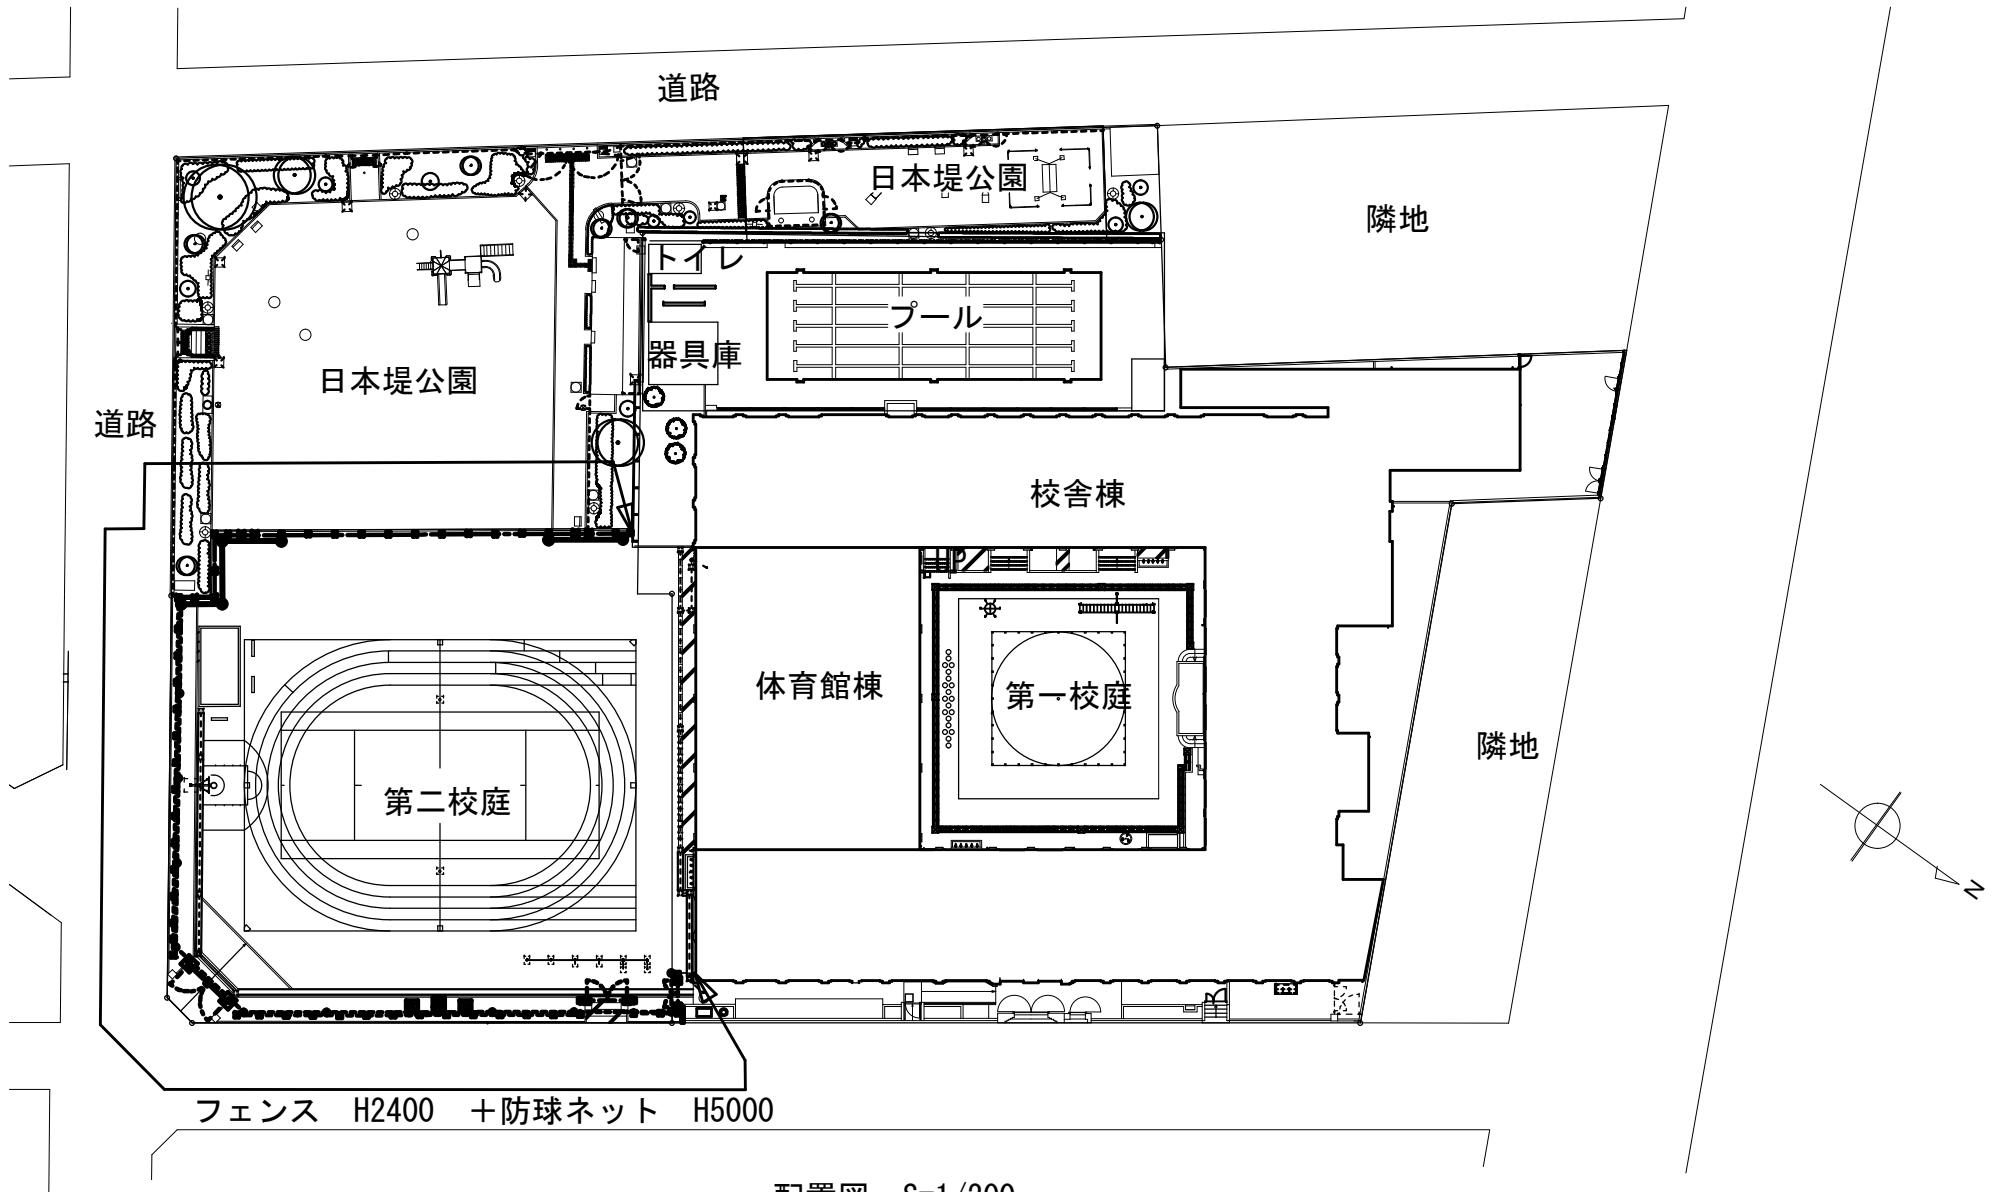 道路
日本堤公園
隣地
トイレ
プール
器具庫
日本堤公園
道路
校舎棟
体育館棟
第一校庭
隣地
第二校庭
N
フェンス　H2400　＋防球ネット　H5000